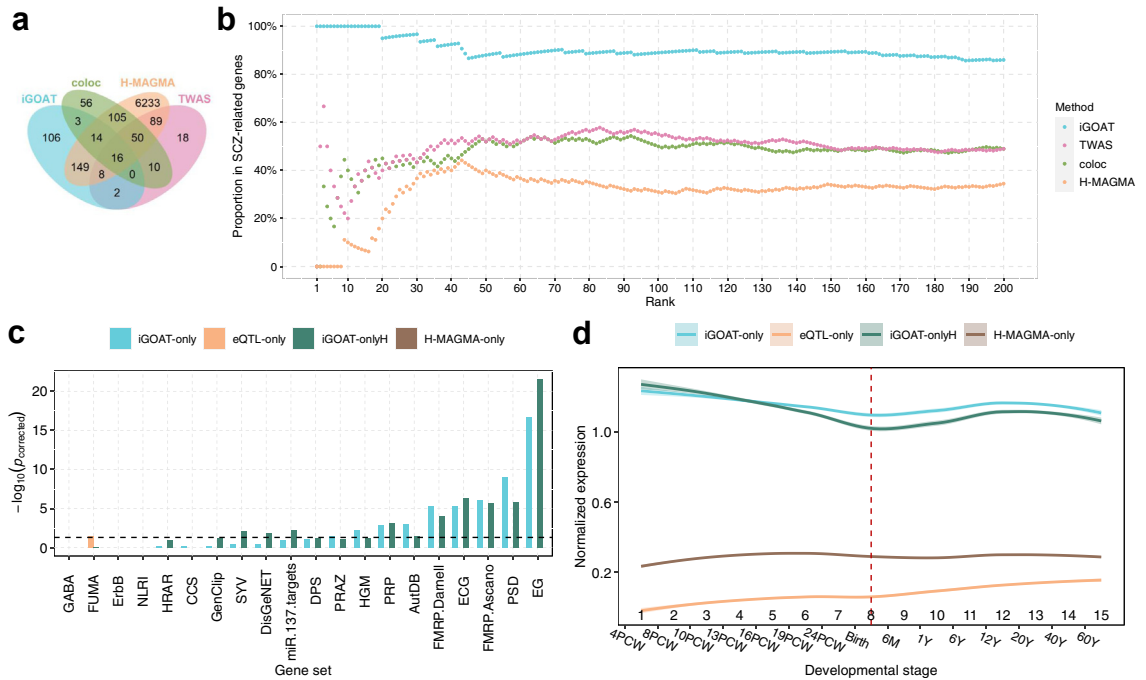 a
iGOAT
coloc
H-MAGMA
TWAS
56
6233
3
105
89
106
14
50
18
149
16
10
8
0
2
b
100%
80%
60%
40%
20%
0
Proportion in SCZ-related genes
1 10 20 30 40 50 60 70 80 90 100 110 120 130 140 150 160 170 180 190 200
Rank
Method
iGOAT
TWAS
coloc
H-MAGMA
c
iGOAT-only eQTL-only iGOAT-onlyH H-MAGMA-only
20
15
10
5
0
−log10(pcorrected)
GABA
FUMA
ErbB
NLRI
HRAR
CCS
GenClip
SYV
DisGeNET
miR.137.targets
DPS
PRAZ
HGM
PRP
AutDB
FMRP.Darnell
ECG
FMRP.Ascano
PSD
EG
Gene set
d
iGOAT-only eQTL-only iGOAT-onlyH H-MAGMA-only
1.0
0.6
0.2
Normalized expression
1 2 3 4 5 6 7 8 9 10 11 12 13 14 15
4PCW 8PCW 10PCW 13PCW 16PCW 19PCW 24PCW Birth 6M 1Y 6Y 12Y 20Y 40Y 60Y
Developmental stage